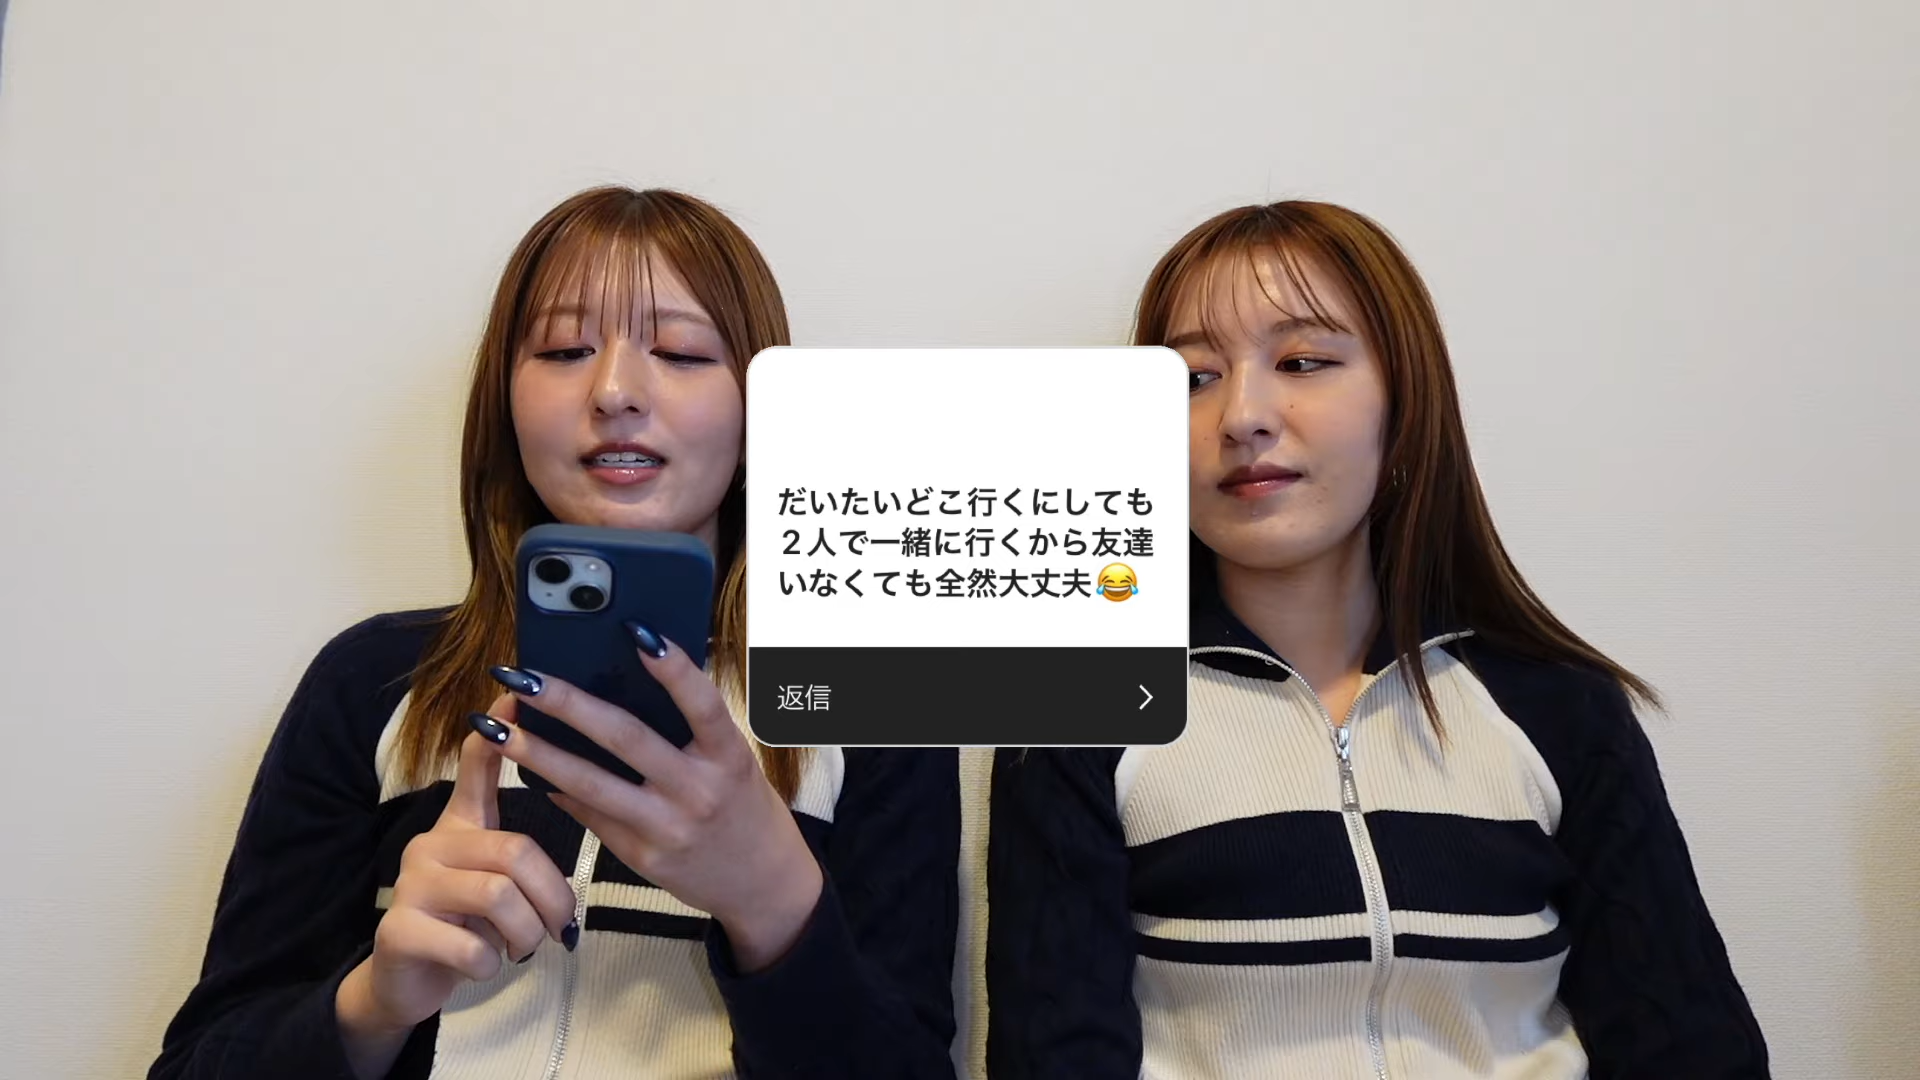 だいたいどこ行くにしても
２人で一緒に行くから友達
いなくても全然大丈夫😂
返信